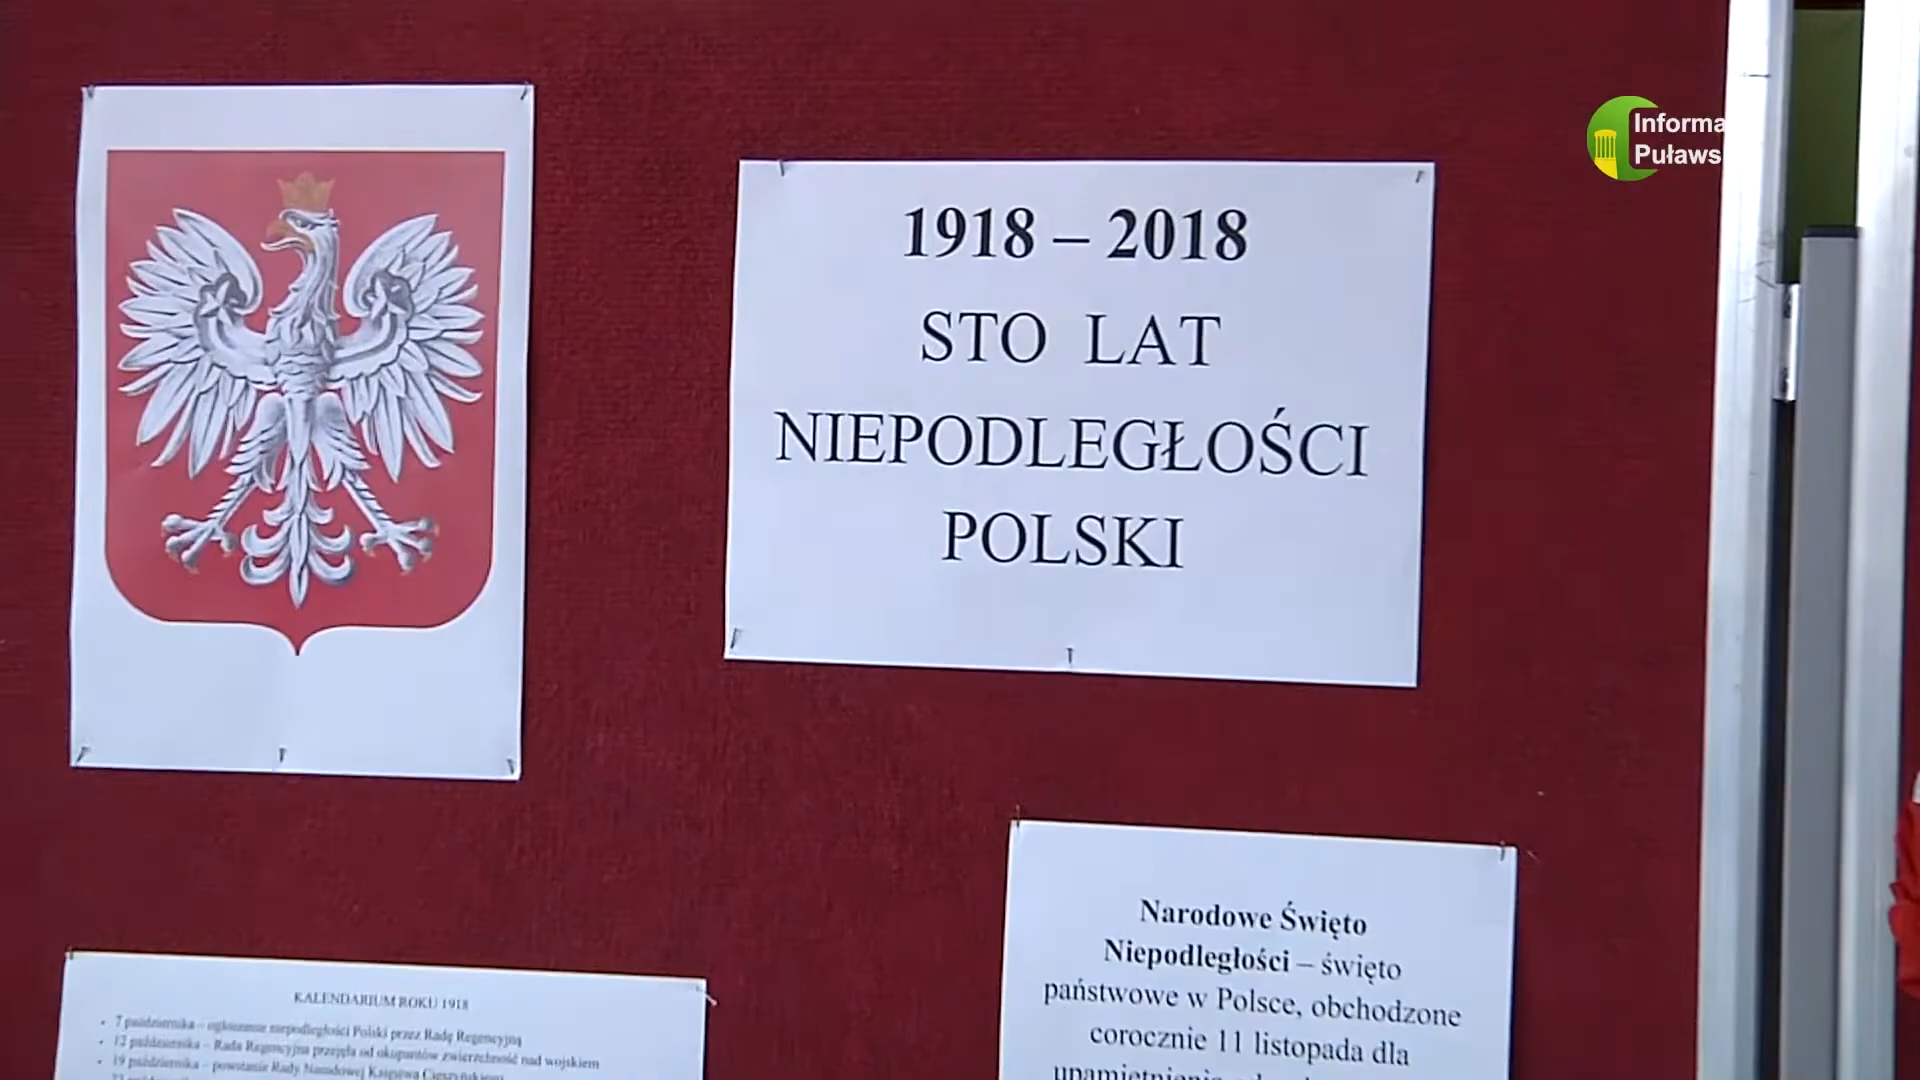 Informa
Puławs
1918 – 2018
STO LAT
NIEPODLEGŁOŚCI
POLSKI
Narodowe Święto
Niepodległości – święto
państwowe w Polsce, obchodzone
corocznie 11 listopada dla
KALENDARIUM ROKU 1918
• 7 października – ogłoszenie niepodległości Polski przez Radę Regencyjną
• 12 października – Rada Regencyjna przejęła od okupantów zwierzchność nad wojskiem
• 19 października – powstanie Rady Narodowej Księstwa Cieszyńskiego